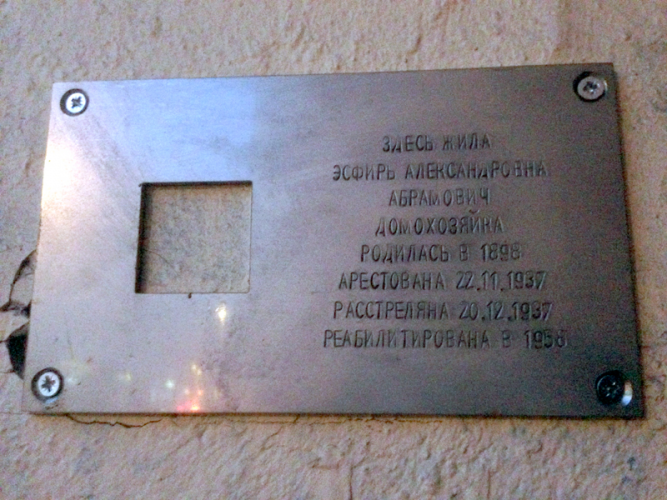 ЗДЕСЬ ЖИЛА
ЭСФИРЬ АЛЕКСАНДРОВНА
АБРАМОВИЧ
ДОМОХОЗЯЙКА
РОДИЛАСЬ В 1898
АРЕСТОВАНА 22.11.1937
РАССТРЕЛЯНА 20.12.1937
РЕАБИЛИТИРОВАНА В 1956